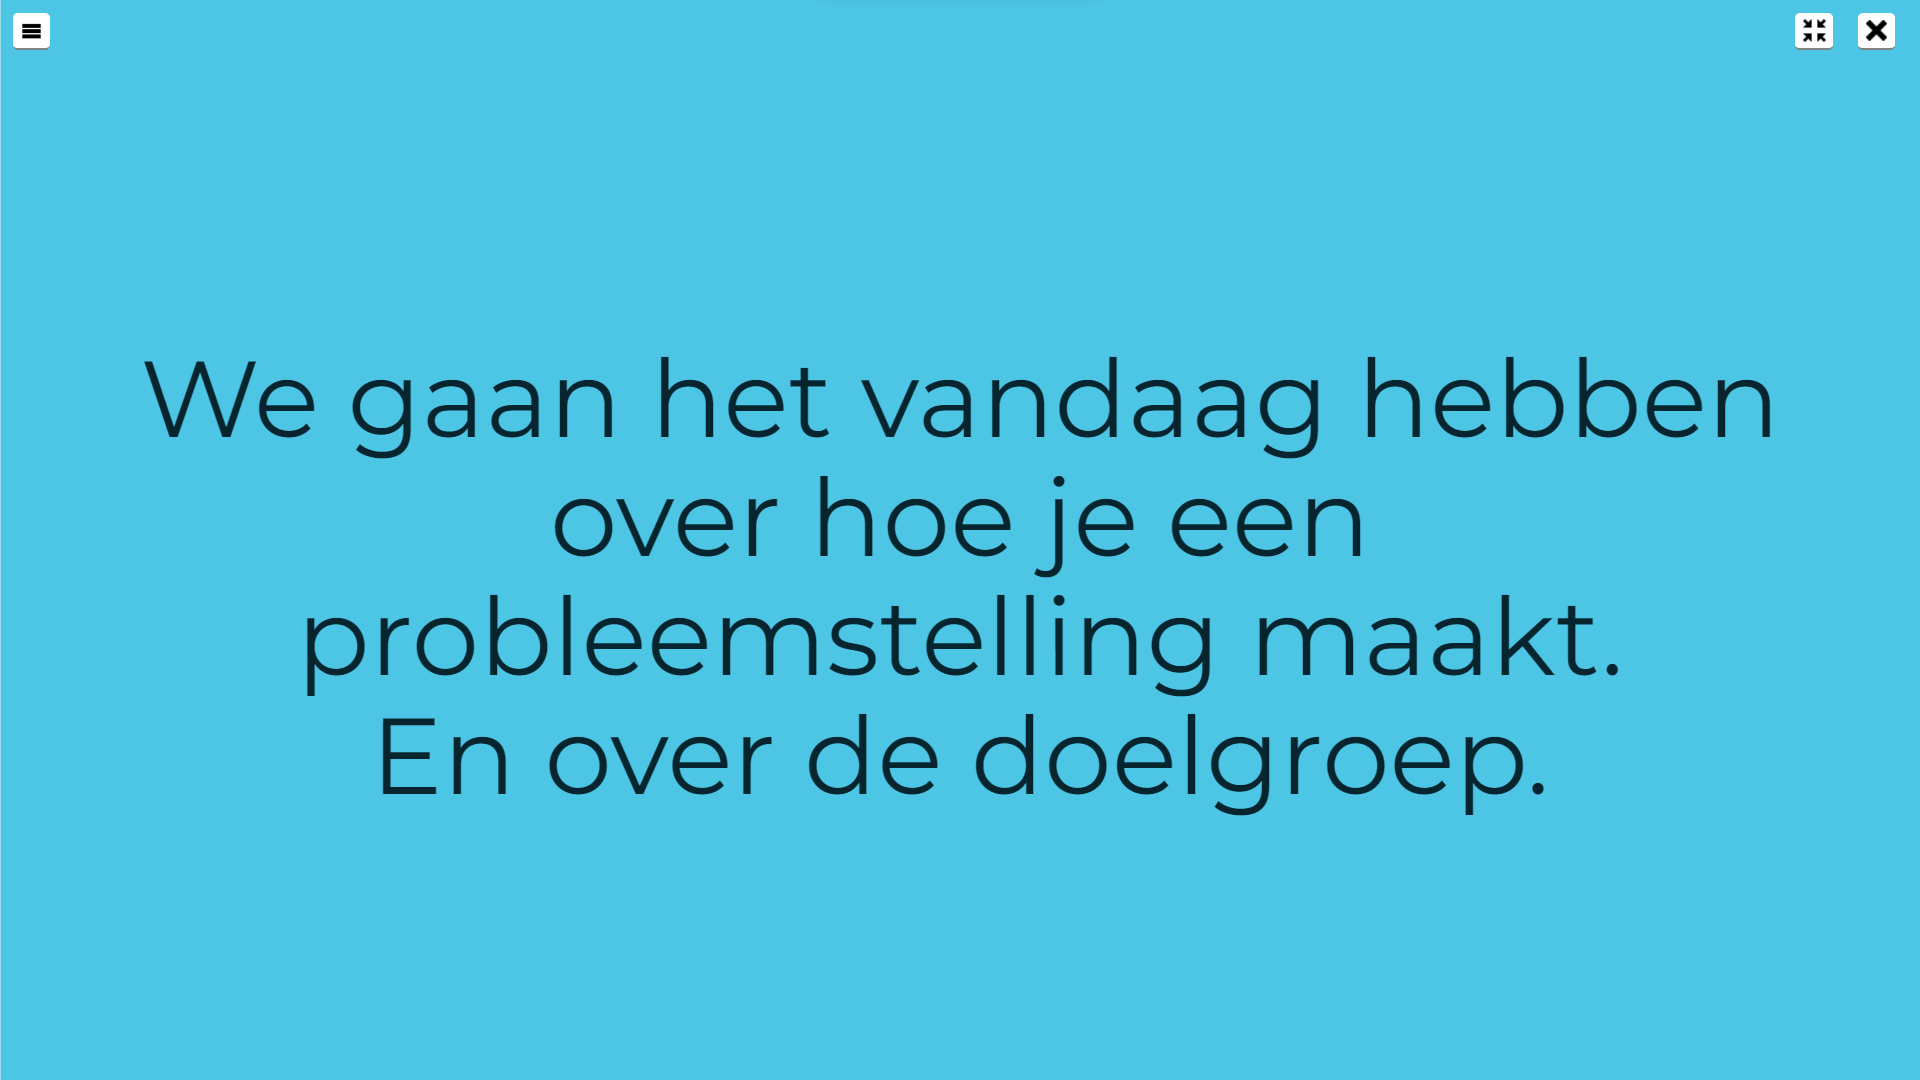 We gaan het vandaag hebben
over hoe je een
probleemstelling maakt.
En over de doelgroep.